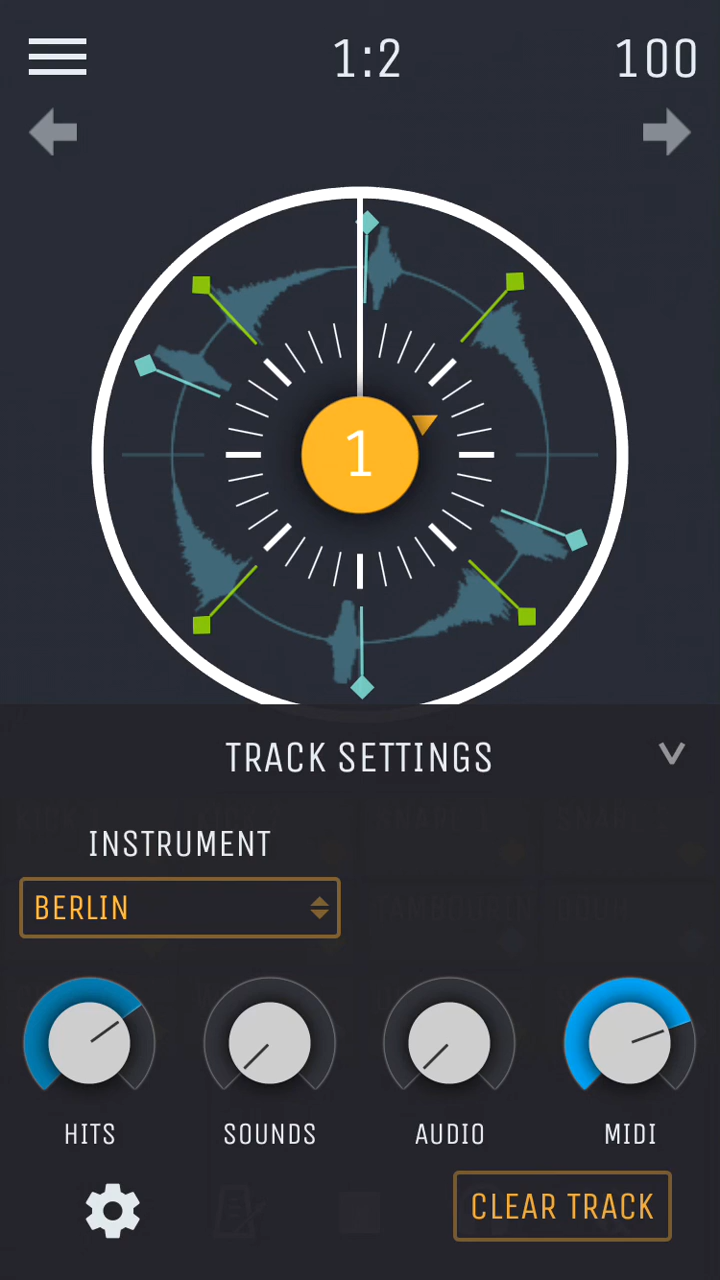 1:2 100
1
TRACK SETTINGS
INSTRUMENT
BERLIN
HITS SOUNDS AUDIO MIDI
CLEAR TRACK